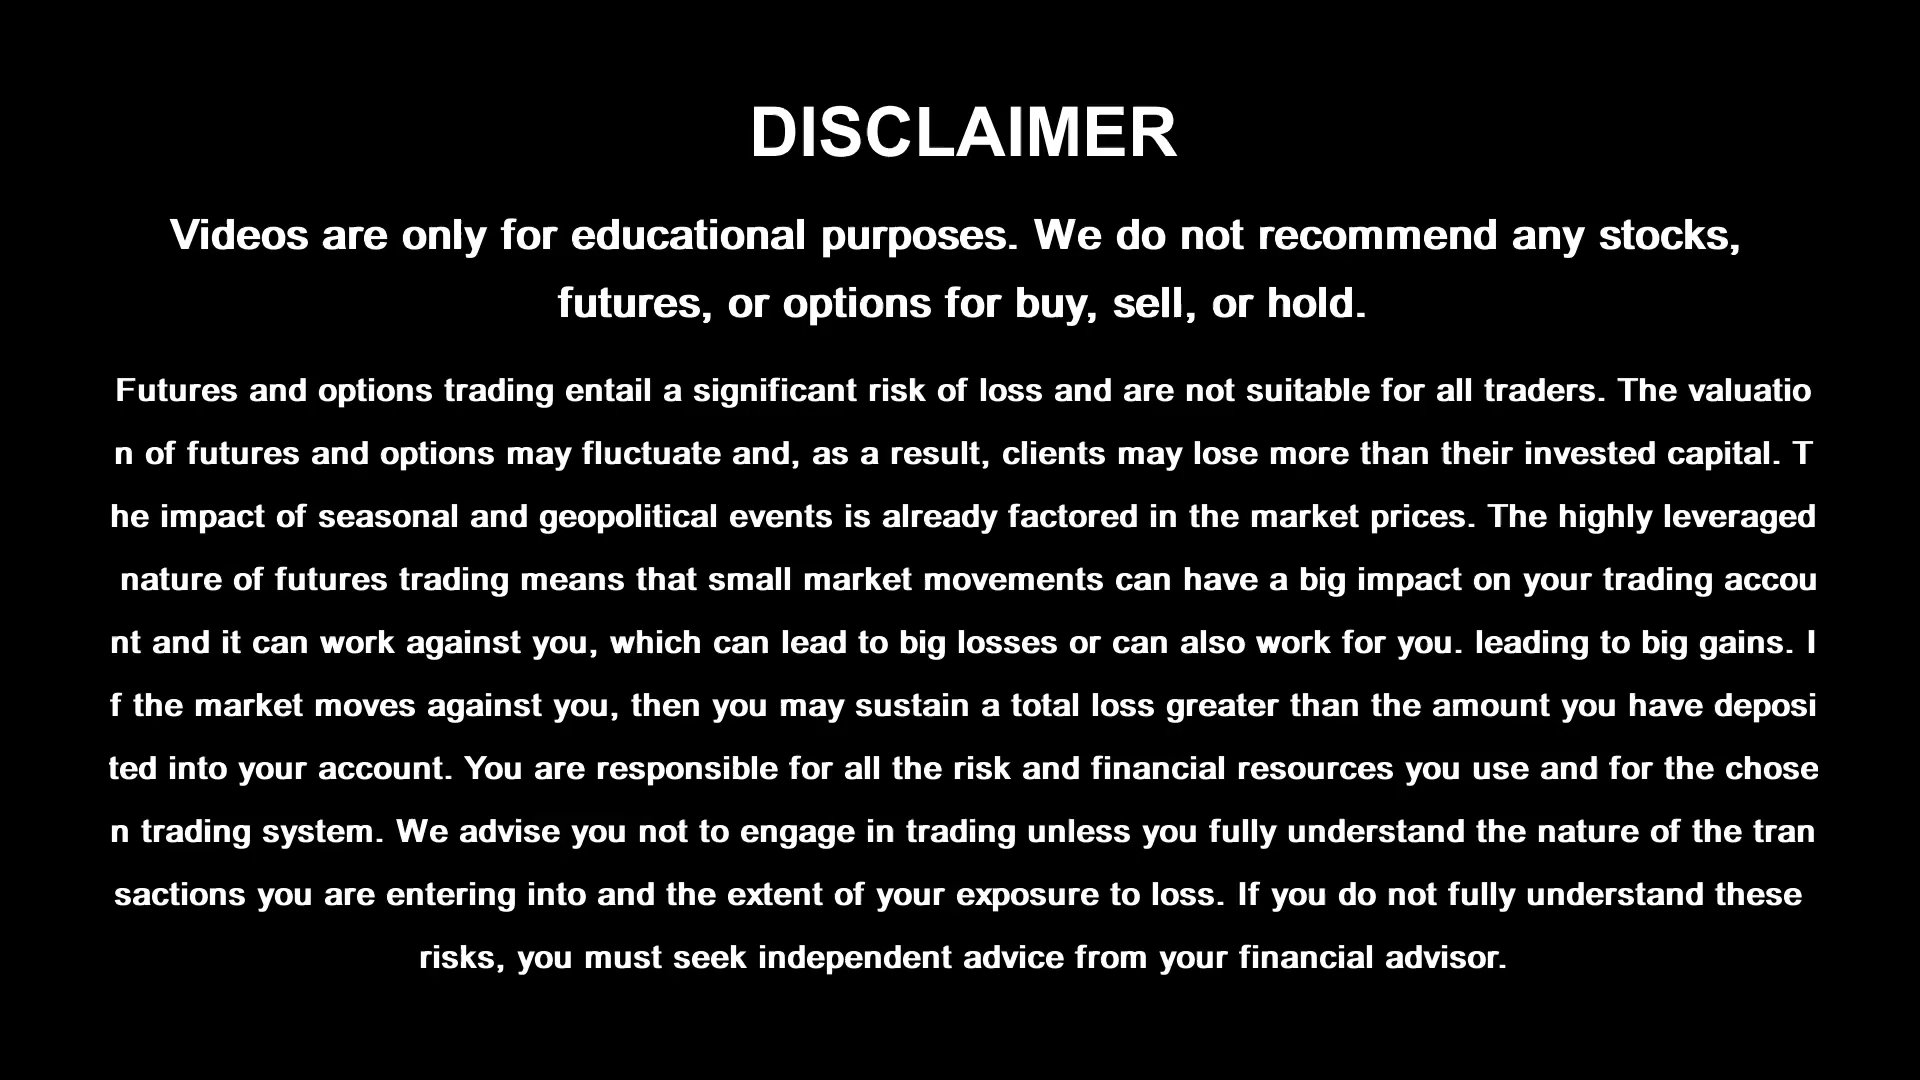 DISCLAIMER
Videos are only for educational purposes. We do not recommend any stocks,
futures, or options for buy, sell, or hold.
Futures and options trading entail a significant risk of loss and are not suitable for all traders. The valuatio
n of futures and options may fluctuate and, as a result, clients may lose more than their invested capital. T
he impact of seasonal and geopolitical events is already factored in the market prices. The highly leveraged
nature of futures trading means that small market movements can have a big impact on your trading accou
nt and it can work against you, which can lead to big losses or can also work for you. leading to big gains. I
f the market moves against you, then you may sustain a total loss greater than the amount you have deposi
ted into your account. You are responsible for all the risk and financial resources you use and for the chose
n trading system. We advise you not to engage in trading unless you fully understand the nature of the tran
sactions you are entering into and the extent of your exposure to loss. If you do not fully understand these
risks, you must seek independent advice from your financial advisor.